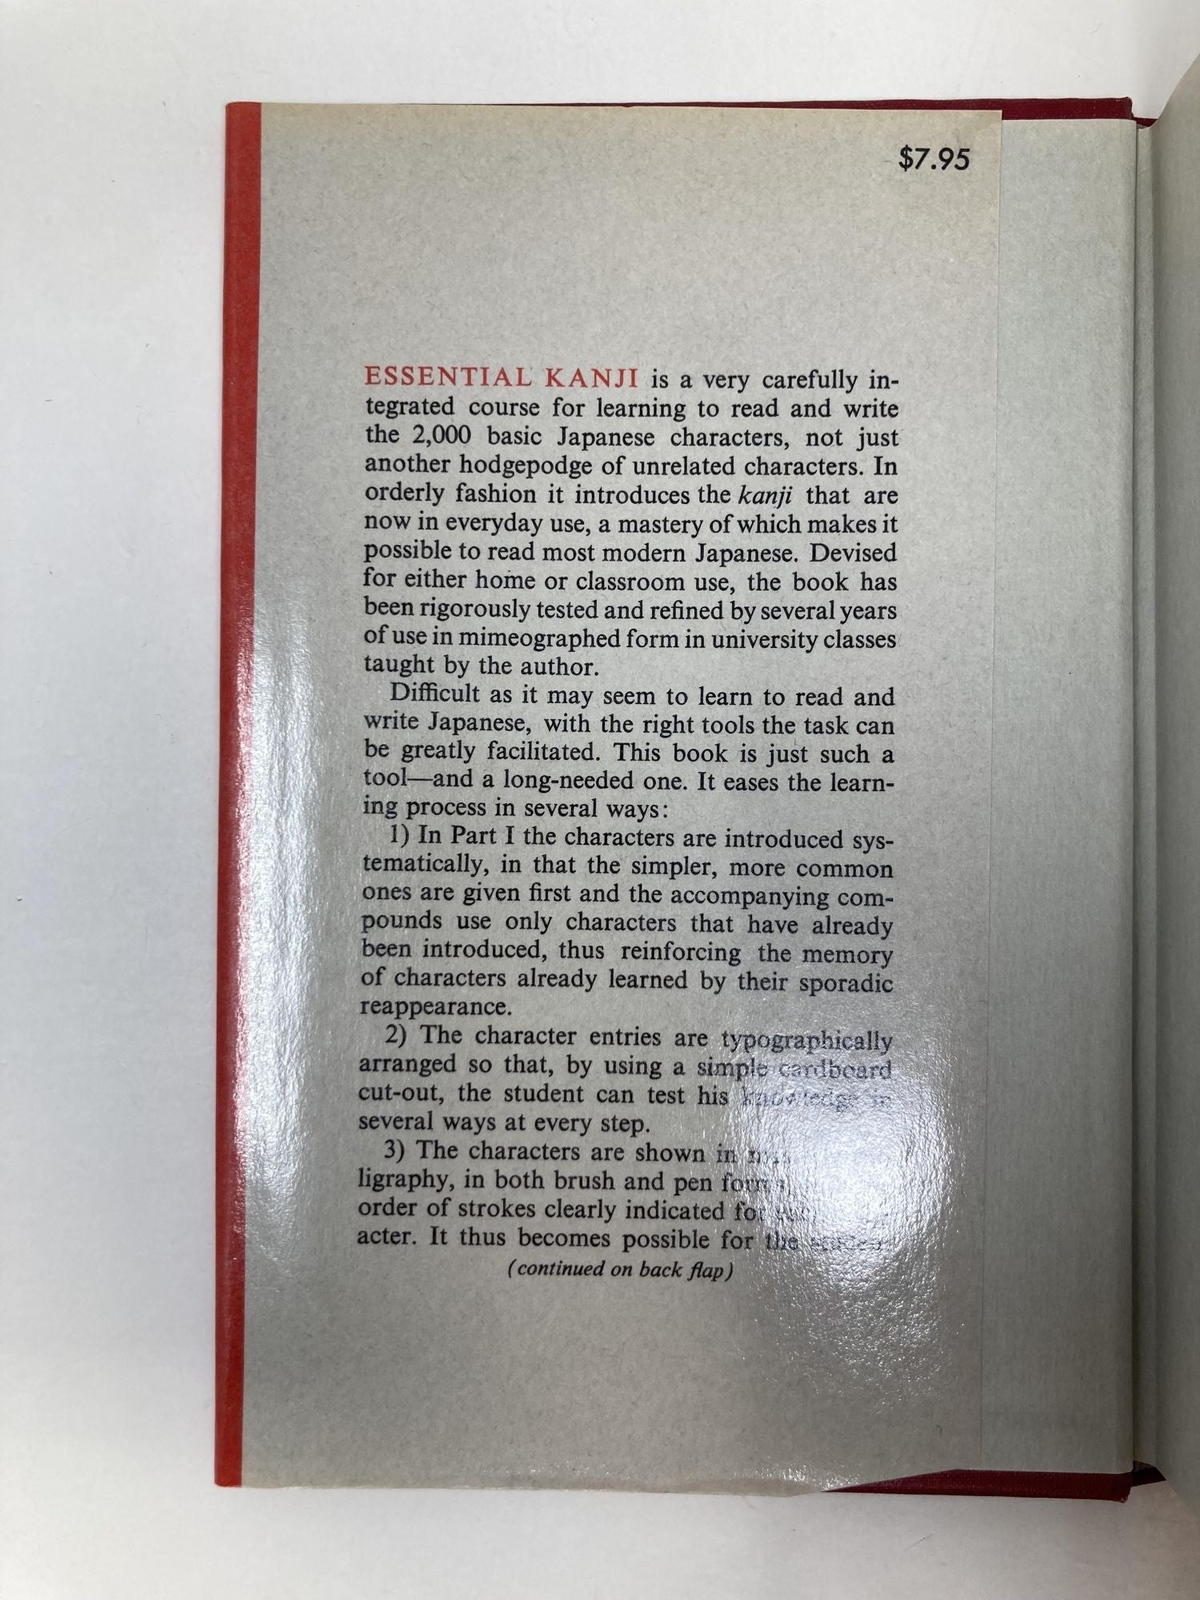 $7.95
ESSENTIAL KANJI is a very carefully in-
tegrated course for learning to read and write
the 2,000 basic Japanese characters, not just
another hodgepodge of unrelated characters. In
orderly fashion it introduces the kanji that are
now in everyday use, a mastery of which makes it
possible to read most modern Japanese. Devised
for either home or classroom use, the book has
been rigorously tested and refined by several years
of use in mimeographed form in university classes
taught by the author.
Difficult as it may seem to learn to read and
write Japanese, with the right tools the task can
be greatly facilitated. This book is just such a
tool—and a long-needed one. It eases the learn-
ing process in several ways:
1) In Part I the characters are introduced sys-
tematically, in that the simpler, more common
ones are given first and the accompanying com-
pounds use only characters that have already
been introduced, thus reinforcing the memory
of characters already learned by their sporadic
reappearance.
2) The character entries are typographically
arranged so that, by using a simple cardboard
cut-out, the student can test his knowledge in
several ways at every step.
3) The characters are shown in
ligraphy, in both brush and pen
order of strokes clearly indicated for
acter. It thus becomes possible for the student
(continued on back flap)